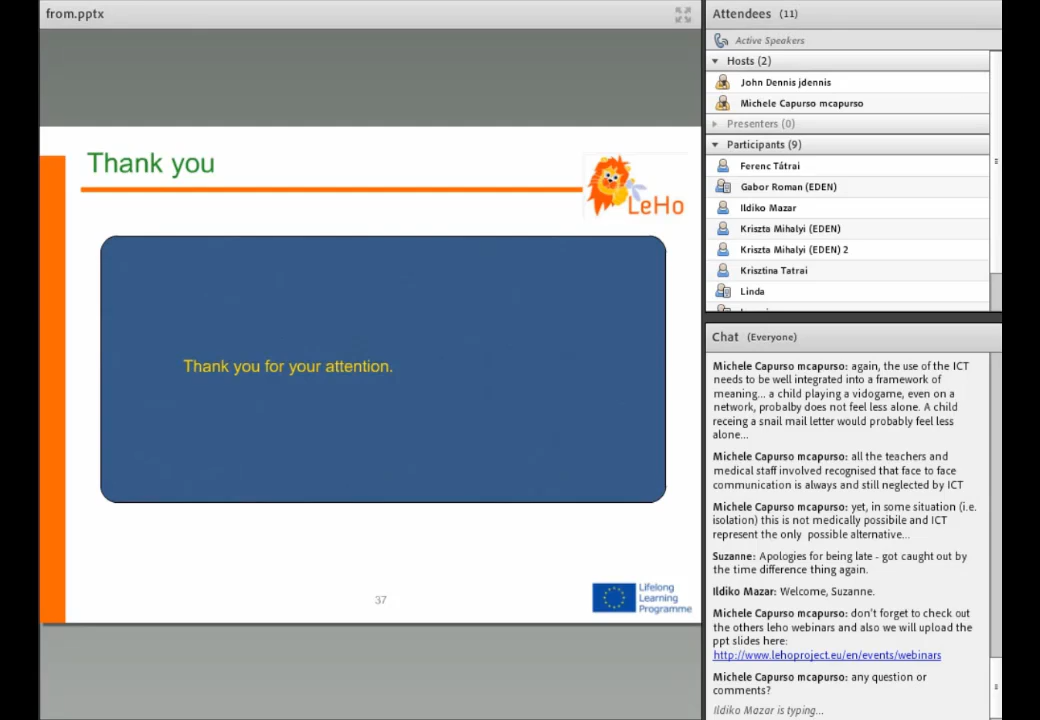 from.pptx
Thank you
LeHo
Thank you for your attention.
37
Lifelong
Learning
Programme
Attendees (11)
Active Speakers
Hosts (2)
John Dennis jdennis
Michele Capurso mcapurso
Presenters (0)
Participants (9)
Ferenc Tátrai
Gabor Roman (EDEN)
Ildiko Mazar
Kriszta Mihalyi (EDEN)
Kriszta Mihalyi (EDEN) 2
Krisztina Tatrai
Linda
Chat (Everyone)
Michele Capurso mcapurso: again, the use of the ICT
needs to be well integrated into a framework of
meaning... a child playing a vidogame, even on a
network, probalby does not feel less alone. A child
receing a snail mail letter would probably feel less
alone...
Michele Capurso mcapurso: all the teachers and
medical staff involved recognised that face to face
communication is always and still neglected by ICT
Michele Capurso mcapurso: yet, in some situation (i.e.
isolation) this is not medically possibile and ICT
represent the only possible alternative...
Suzanne: Apologies for being late - got caught out by
the time difference thing again.
Ildiko Mazar: Welcome, Suzanne.
Michele Capurso mcapurso: don't forget to check out
the others leho webinars and also we will upload the
ppt slides here:
http://www.lehoproject.eu/en/events/webinars
Michele Capurso mcapurso: any question or
comments?
Ildiko Mazar is typing...